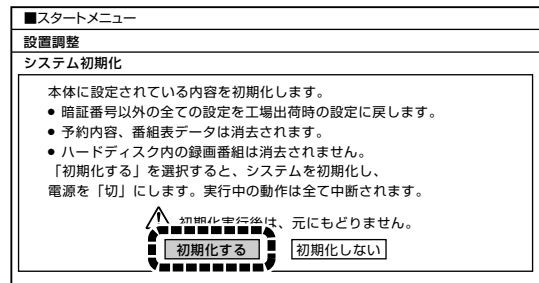 ■スタートメニュー
設置調整
システム初期化
本体に設定されている内容を初期化します。
● 暗証番号以外の全ての設定を工場出荷時の設定に戻します。
● 予約内容、番組表データは消去されます。
● ハードディスク内の録画番組は消去されません。
「初期化する」を選択すると、システムを初期化し、
電源を「切」にします。実行中の動作は全て中断されます。
初期化実行後は、元にもどりません。
初期化する 初期化しない